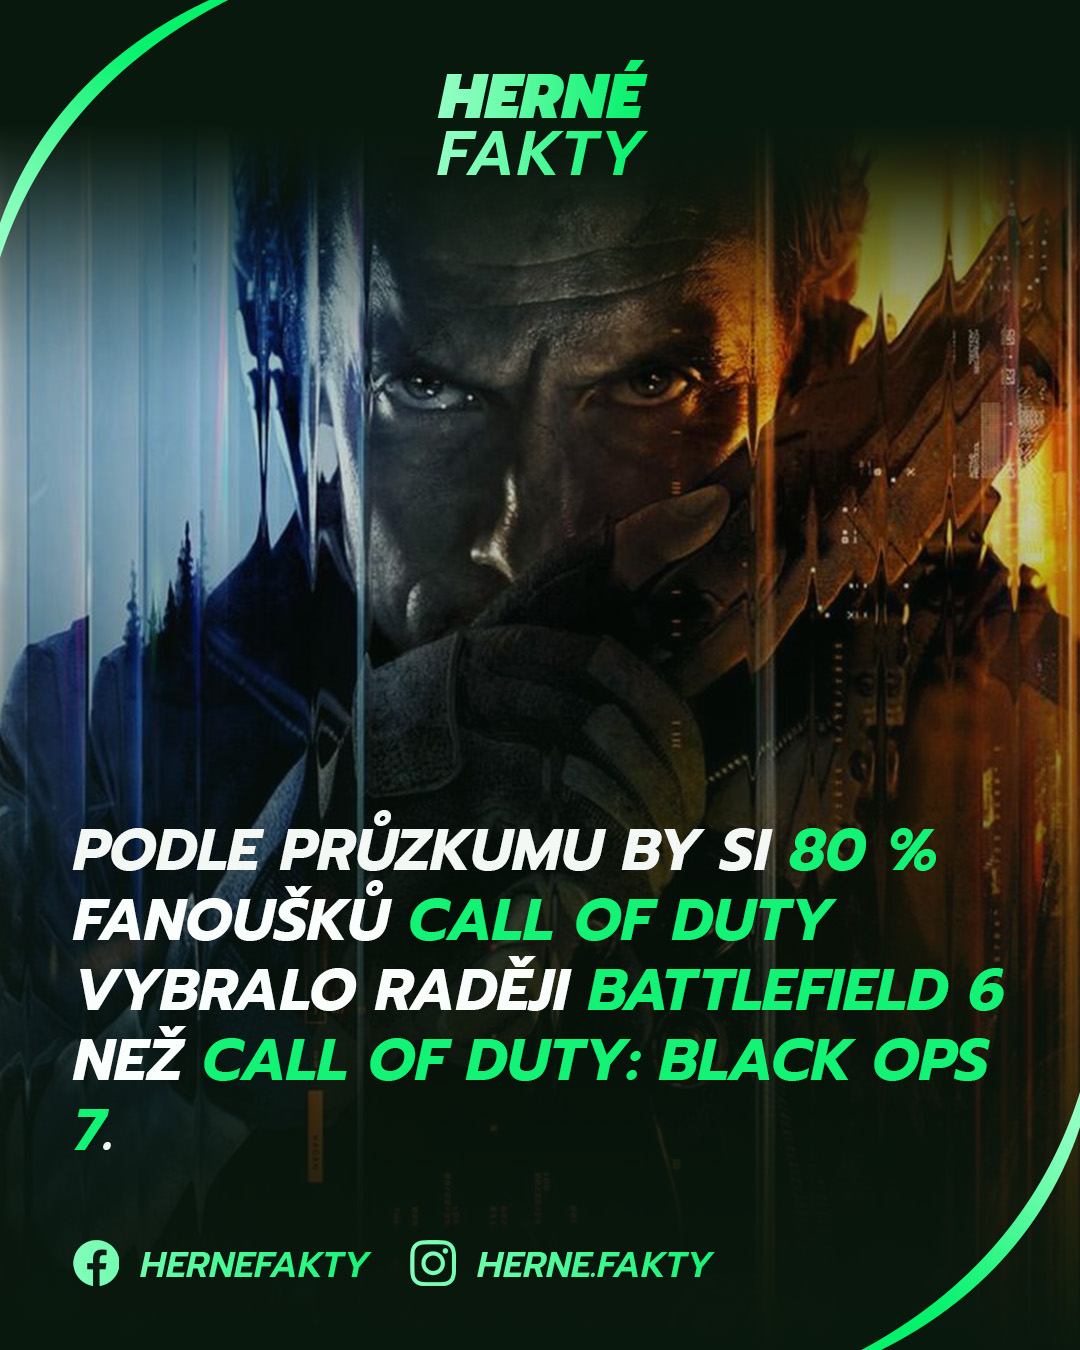 HERNÉ
FAKTY
PODLE PRŮZKUMU BY SI 80 %
FANOUŠKŮ CALL OF DUTY
VYBRALO RADĚJI BATTLEFIELD 6
NEŽ CALL OF DUTY: BLACK OPS
7.
HERNEFAKTY HERNE.FAKTY